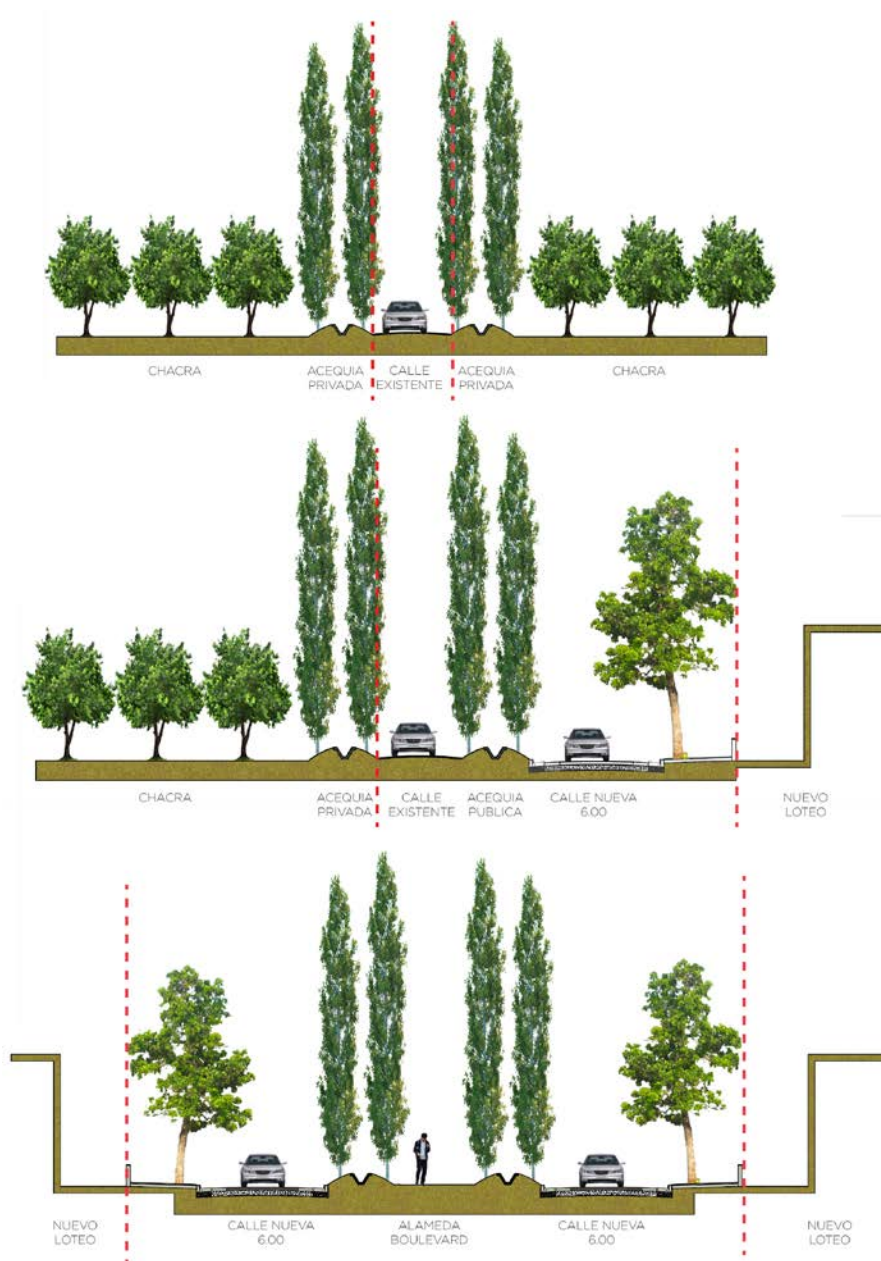 CHACRA
ACEQUIA
PRIVADA
CALLE
EXISTENTE
ACEQUIA
PRIVADA
CHACRA
CHACRA
ACEQUIA
PRIVADA
CALLE
EXISTENTE
ACEQUIA
PUBLICA
CALLE NUEVA
6.00
NUEVO
LOTEO
NUEVO
LOTEO
CALLE NUEVA
6.00
ALAMEDA
BOULEVARD
CALLE NUEVA
6.00
NUEVO
LOTEO